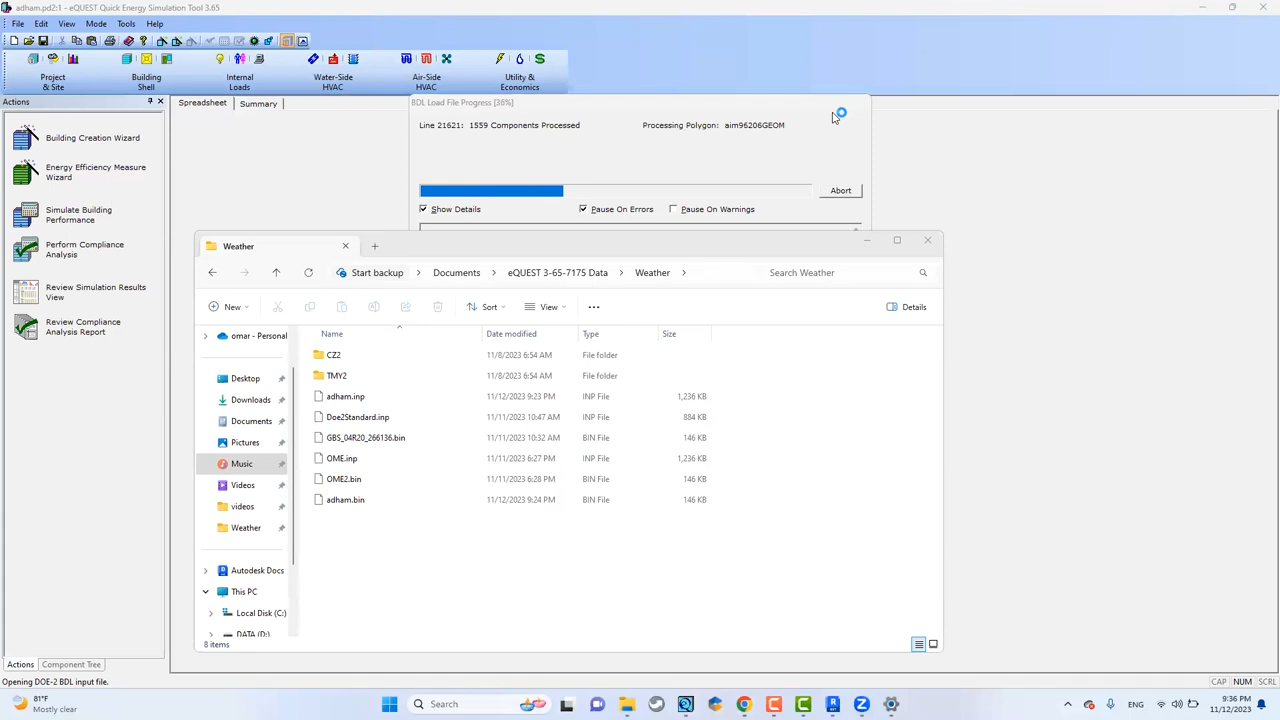 adham.pd2:1 - eQUEST Quick Energy Simulation Tool 3.65
File Edit View Mode Tools Help
Project & Site
Building Shell
Internal Loads
Water-Side HVAC
Air-Side HVAC
Utility & Economics
Actions
Building Creation Wizard
Energy Efficiency Measure Wizard
Simulate Building Performance
Perform Compliance Analysis
Review Simulation Results View
Review Compliance Analysis Report
Actions Component Tree
Spreadsheet Summary
BDL Load File Progress [36%]
Line 21621: 1559 Components Processed Processing Polygon: aim96206GEOM
Abort
Show Details Pause On Errors Pause On Warnings
Weather
Start backup Documents eQUEST 3-65-7175 Data Weather Search Weather
New Sort View Details
omar - Personal
Desktop
Downloads
Documents
Pictures
Music
Videos
videos
Weather
Autodesk Docs
This PC
Local Disk (C:)
DATA (D:)
Name Date modified Type Size
CZ2 11/8/2023 6:54 AM File folder
TMY2 11/8/2023 6:54 AM File folder
adham.inp 11/12/2023 9:23 PM INP File 1,236 KB
Doe2Standard.inp 11/11/2023 10:47 AM INP File 884 KB
GBS_04R20_266136.bin 11/11/2023 10:32 AM BIN File 146 KB
OME.inp 11/11/2023 6:27 PM INP File 1,236 KB
OME2.bin 11/11/2023 6:28 PM BIN File 146 KB
adham.bin 11/12/2023 9:24 PM BIN File 146 KB
8 items
Opening DOE-2 BDL input file.
CAP NUM SCRL
81°F
Mostly clear
Search
ENG
9:36 PM
11/12/2023